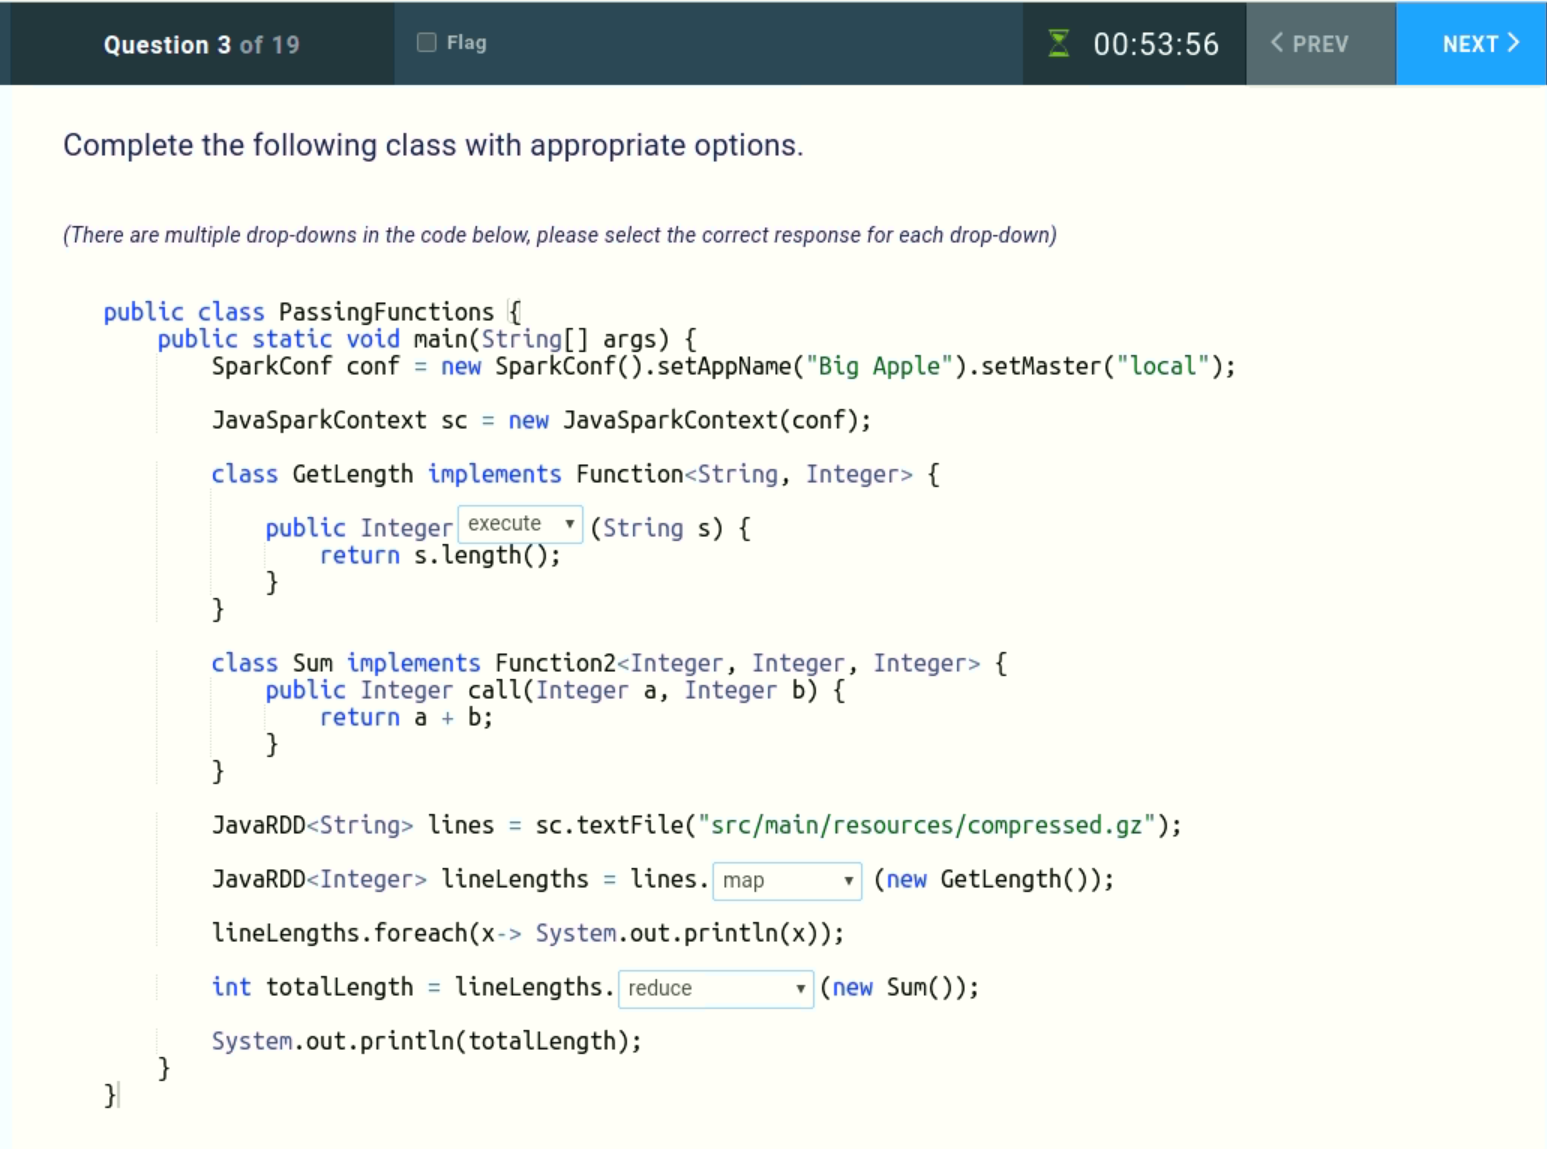 Question 3 of 19
Flag
00:53:56
PREV
NEXT
Complete the following class with appropriate options.
(There are multiple drop-downs in the code below, please select the correct response for each drop-down)
public class PassingFunctions {
public static void main(String[] args) {
SparkConf conf = new SparkConf().setAppName("Big Apple").setMaster("local");
JavaSparkContext sc = new JavaSparkContext(conf);
class GetLength implements Function<String, Integer> {
public Integer execute (String s) {
return s.length();
}
}
class Sum implements Function2<Integer, Integer, Integer> {
public Integer call(Integer a, Integer b) {
return a + b;
}
}
JavaRDD<String> lines = sc.textFile("src/main/resources/compressed.gz");
JavaRDD<Integer> lineLengths = lines. map (new GetLength());
lineLengths.foreach(x-> System.out.println(x));
int totalLength = lineLengths. reduce (new Sum());
System.out.println(totalLength);
}
}